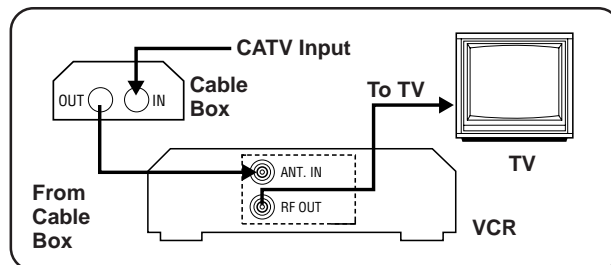 CATV Input
Cable
Box
OUT
IN
To TV
TV
ANT. IN
RF OUT
From
Cable
Box
VCR